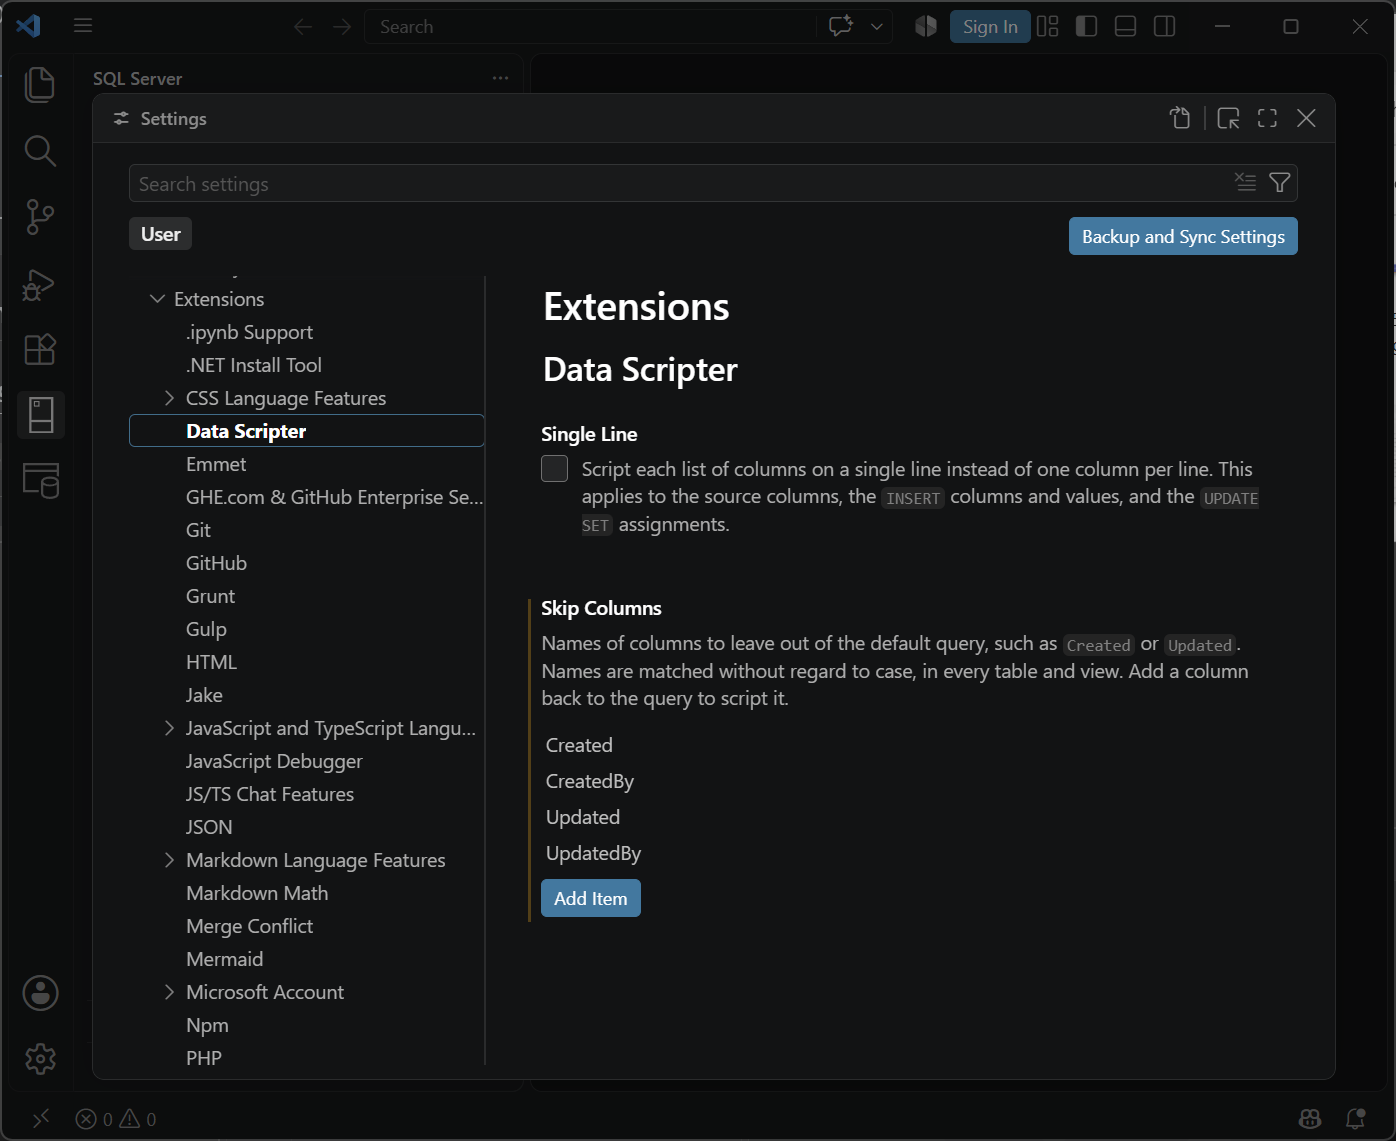 Search
Sign In
SQL Server
Settings
Search settings
User
Backup and Sync Settings
Extensions
.ipynb Support
.NET Install Tool
CSS Language Features
Data Scripter
Emmet
GHE.com & GitHub Enterprise Se...
Git
GitHub
Grunt
Gulp
HTML
Jake
JavaScript and TypeScript Langu...
JavaScript Debugger
JS/TS Chat Features
JSON
Markdown Language Features
Markdown Math
Merge Conflict
Mermaid
Microsoft Account
Npm
PHP
Extensions
Data Scripter
Single Line
Script each list of columns on a single line instead of one column per line. This
applies to the source columns, the INSERT columns and values, and the UPDATE
SET assignments.
Skip Columns
Names of columns to leave out of the default query, such as Created or Updated.
Names are matched without regard to case, in every table and view. Add a column
back to the query to script it.
Created
CreatedBy
Updated
UpdatedBy
Add Item
0 0